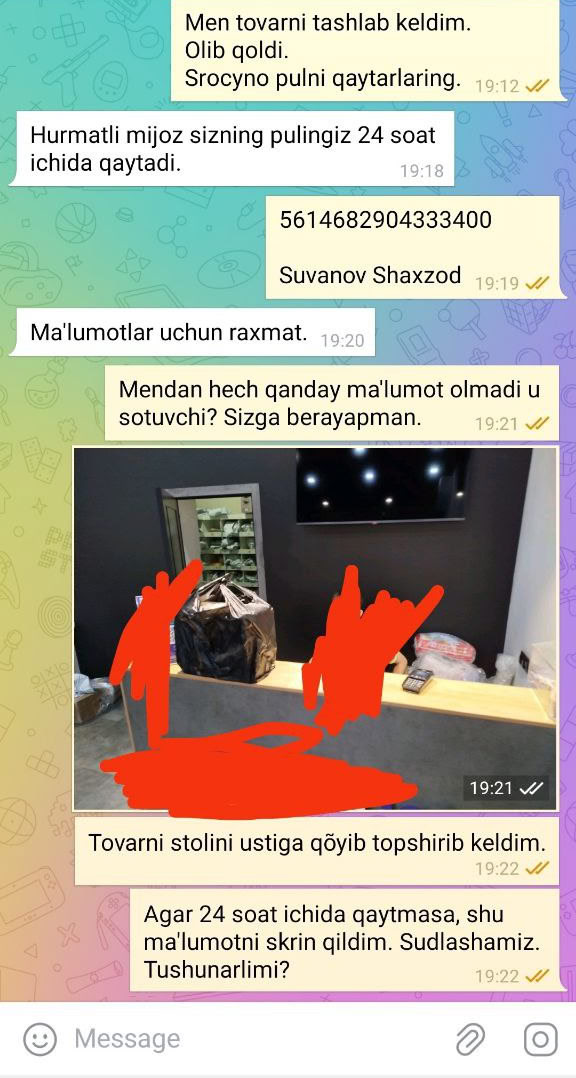 Men tovarni tashlab keldim.
Olib qoldi.
Srocyno pulni qaytarlaring. 19:12
Hurmatli mijoz sizning pulingiz 24 soat
ichida qaytadi. 19:18
5614682904333400
Suvanov Shaxzod 19:19
Ma'lumotlar uchun raxmat. 19:20
Mendan hech qanday ma'lumot olmadi u
sotuvchi? Sizga berayapman. 19:21
19:21
Tovarni stolini ustiga qõyib topshirib keldim.
19:22
Agar 24 soat ichida qaytmasa, shu
ma'lumotni skrin qildim. Sudlashamiz.
Tushunarlimi? 19:22
Message